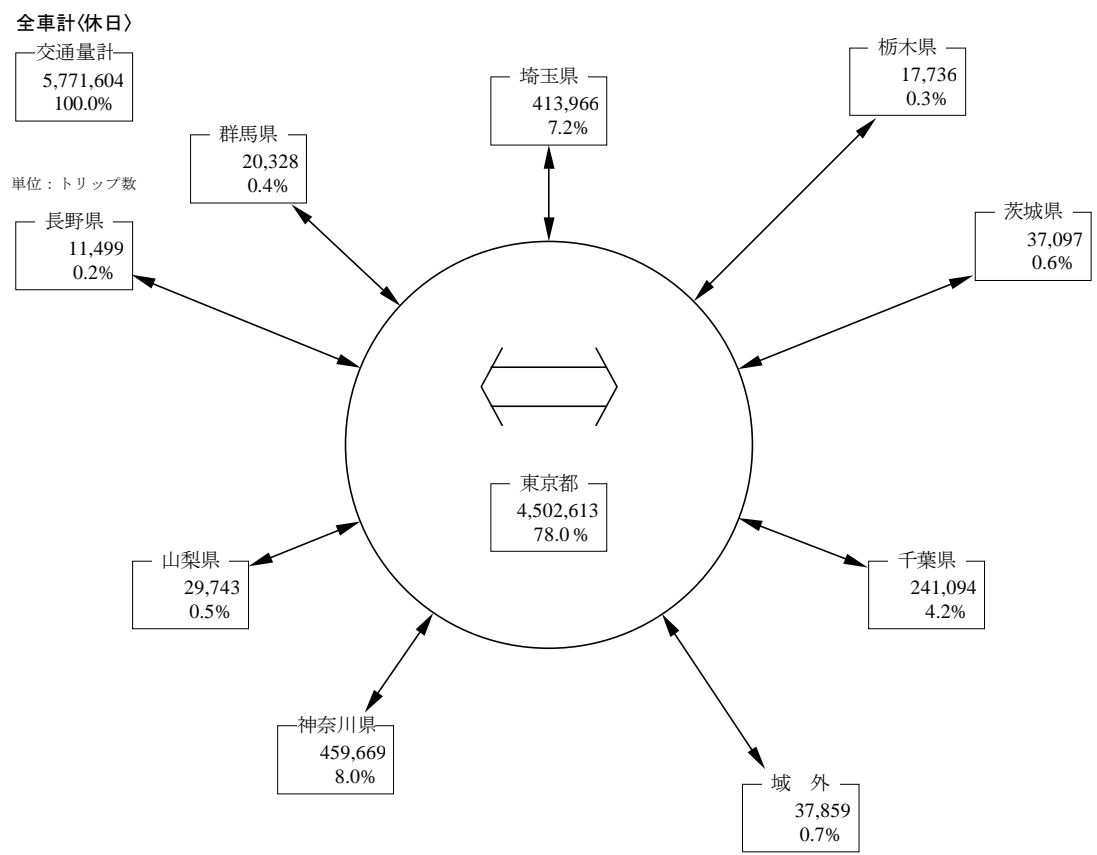 全車計〈休日〉
交通量計
5,771,604
100.0%
単位：トリップ数
埼玉県
413,966
7.2%
栃木県
17,736
0.3%
群馬県
20,328
0.4%
長野県
11,499
0.2%
茨城県
37,097
0.6%
東京都
4,502,613
78.0%
山梨県
29,743
0.5%
千葉県
241,094
4.2%
神奈川県
459,669
8.0%
域　外
37,859
0.7%